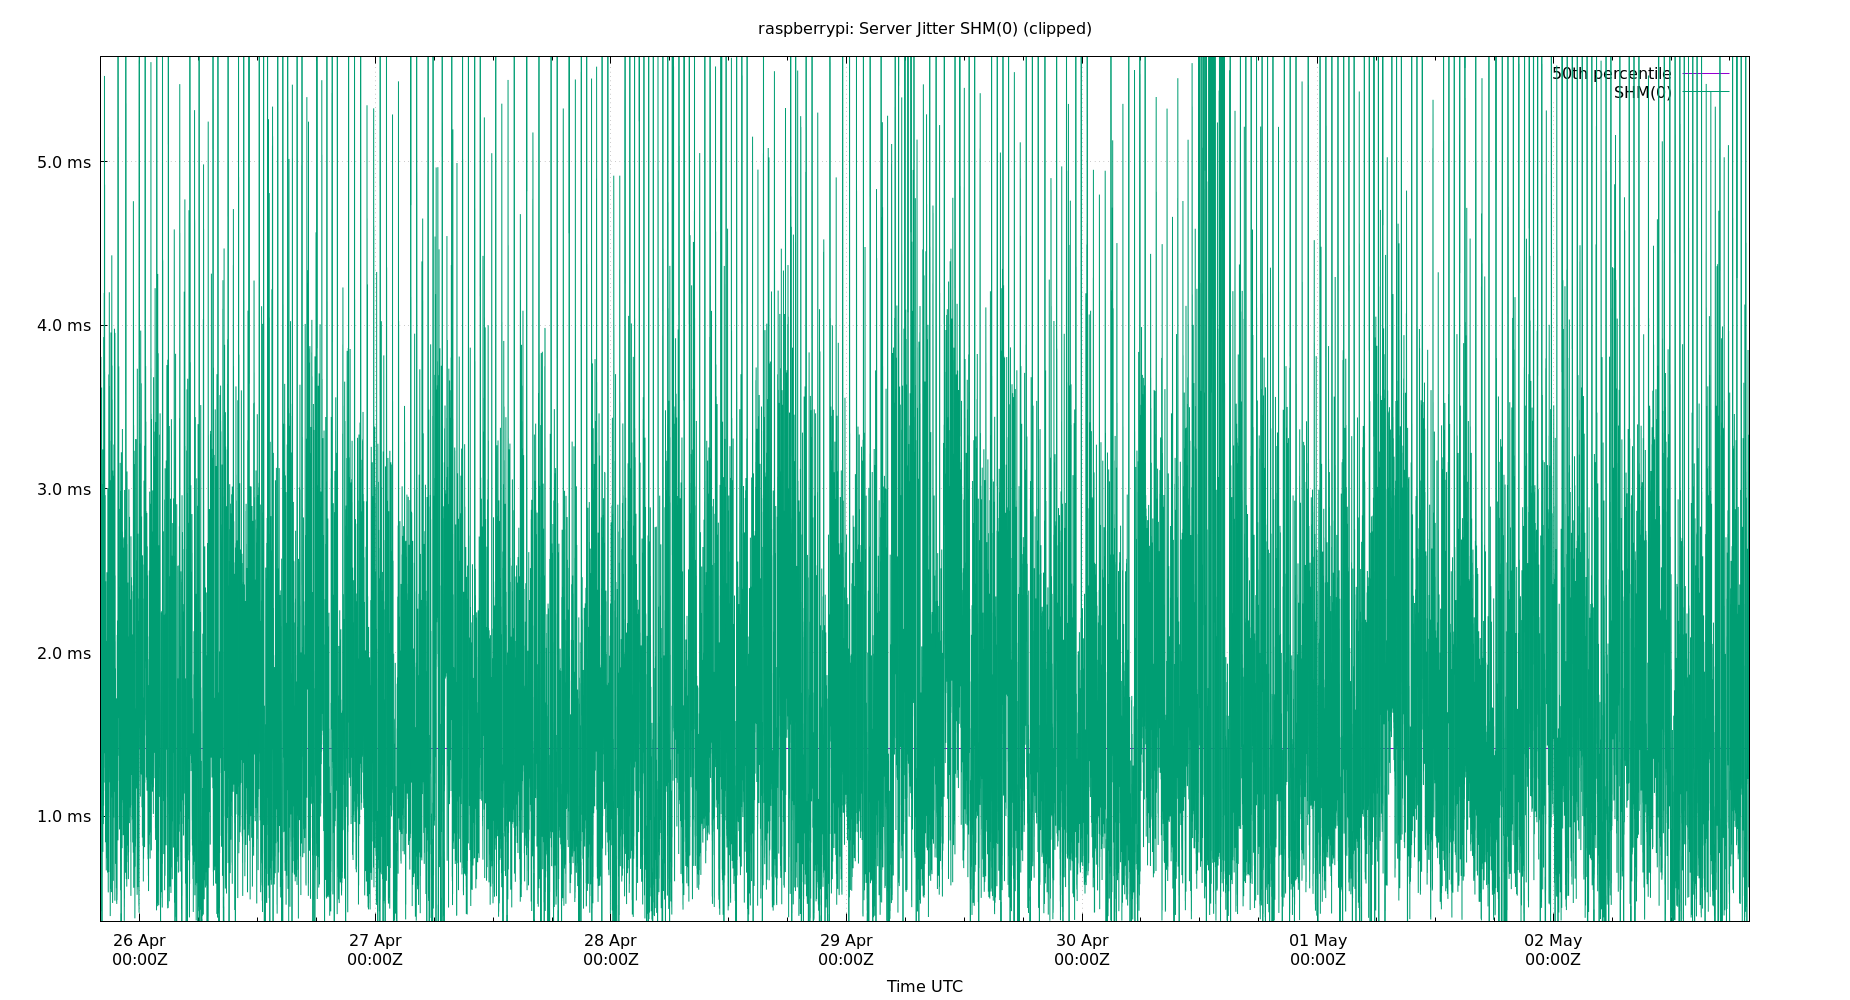 raspberrypi: Server Jitter SHM(0) (clipped)
50th percentile
SHM(0)
5.0 ms
4.0 ms
3.0 ms
2.0 ms
1.0 ms
26 Apr 27 Apr 28 Apr 29 Apr 30 Apr 01 May 02 May
00:00Z 00:00Z 00:00Z 00:00Z 00:00Z 00:00Z 00:00Z
Time UTC